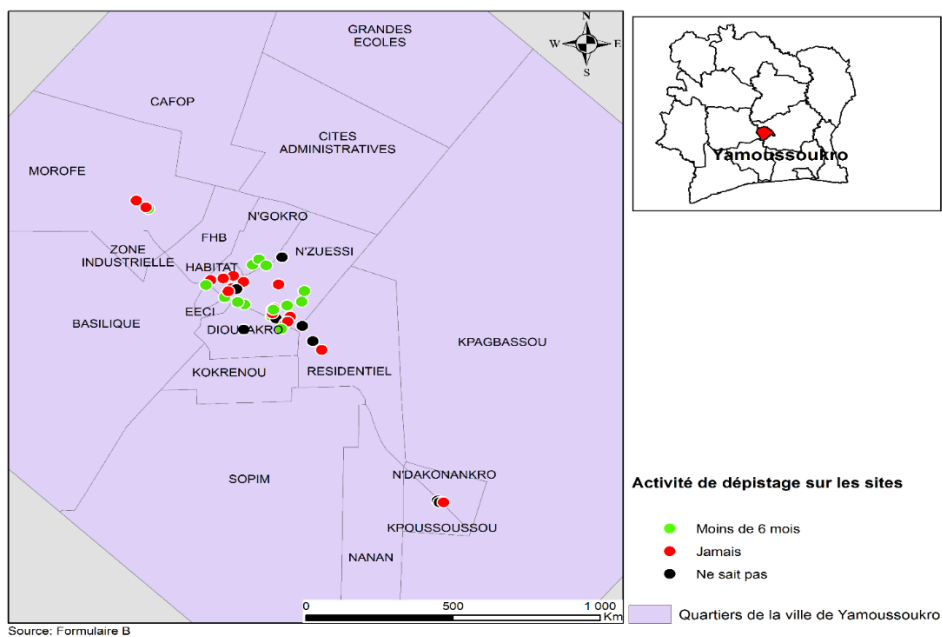 GRANDES
ECOLES
N
W E
S
CAFOP
CITES
ADMINISTRATIVES
MOROFE
N'GOKRO
FHB
N'ZUESSI
ZONE
INDUSTRIELLE
HABITAT
EECI
BASILIQUE
KPAGBASSOU
KOKRENOU
RESIDENTIEL
SOPIM
N'DAKONANKRO
KPOUSSOUSSOU
NANAN
0 500 1 000
Km
Source: Formulaire B
Yamoussoukro
Activité de dépistage sur les sites
Moins de 6 mois
Jamais
Ne sait pas
Quartiers de la ville de Yamoussoukro